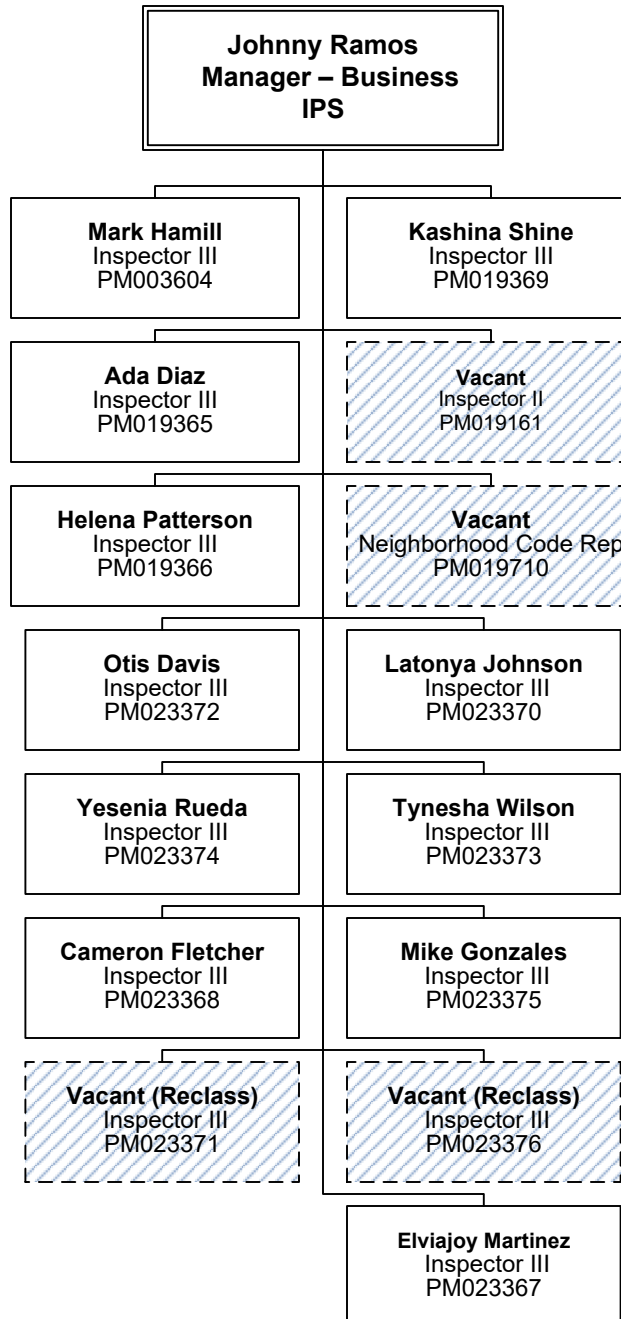 Johnny Ramos
Manager – Business
IPS
Mark Hamill
Inspector III
PM003604
Kashina Shine
Inspector III
PM019369
Ada Diaz
Inspector III
PM019365
Vacant
Inspector II
PM019161
Helena Patterson
Inspector III
PM019366
Vacant
Neighborhood Code Rep
PM019710
Otis Davis
Inspector III
PM023372
Latonya Johnson
Inspector III
PM023370
Yesenia Rueda
Inspector III
PM023374
Tynesha Wilson
Inspector III
PM023373
Cameron Fletcher
Inspector III
PM023368
Mike Gonzales
Inspector III
PM023375
Vacant (Reclass)
Inspector III
PM023371
Vacant (Reclass)
Inspector III
PM023376
Elviajoy Martinez
Inspector III
PM023367